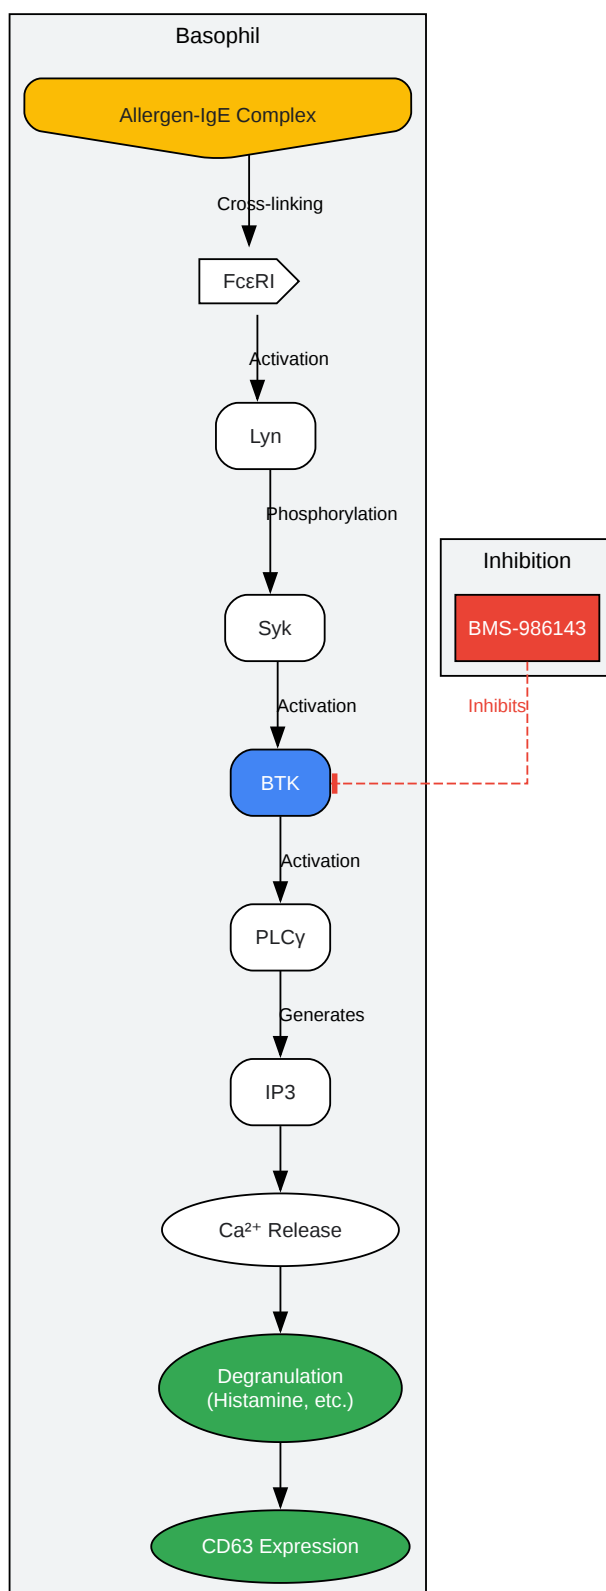 Basophil
Allergen-IgE Complex
Cross-linking
FcεRI
Activation
Lyn
Phosphorylation
Inhibition
Syk
BMS-986143
Activation
Inhibits
BTK
Activation
PLCγ
Generates
IP3
Ca²⁺ Release
Degranulation
(Histamine, etc.)
CD63 Expression